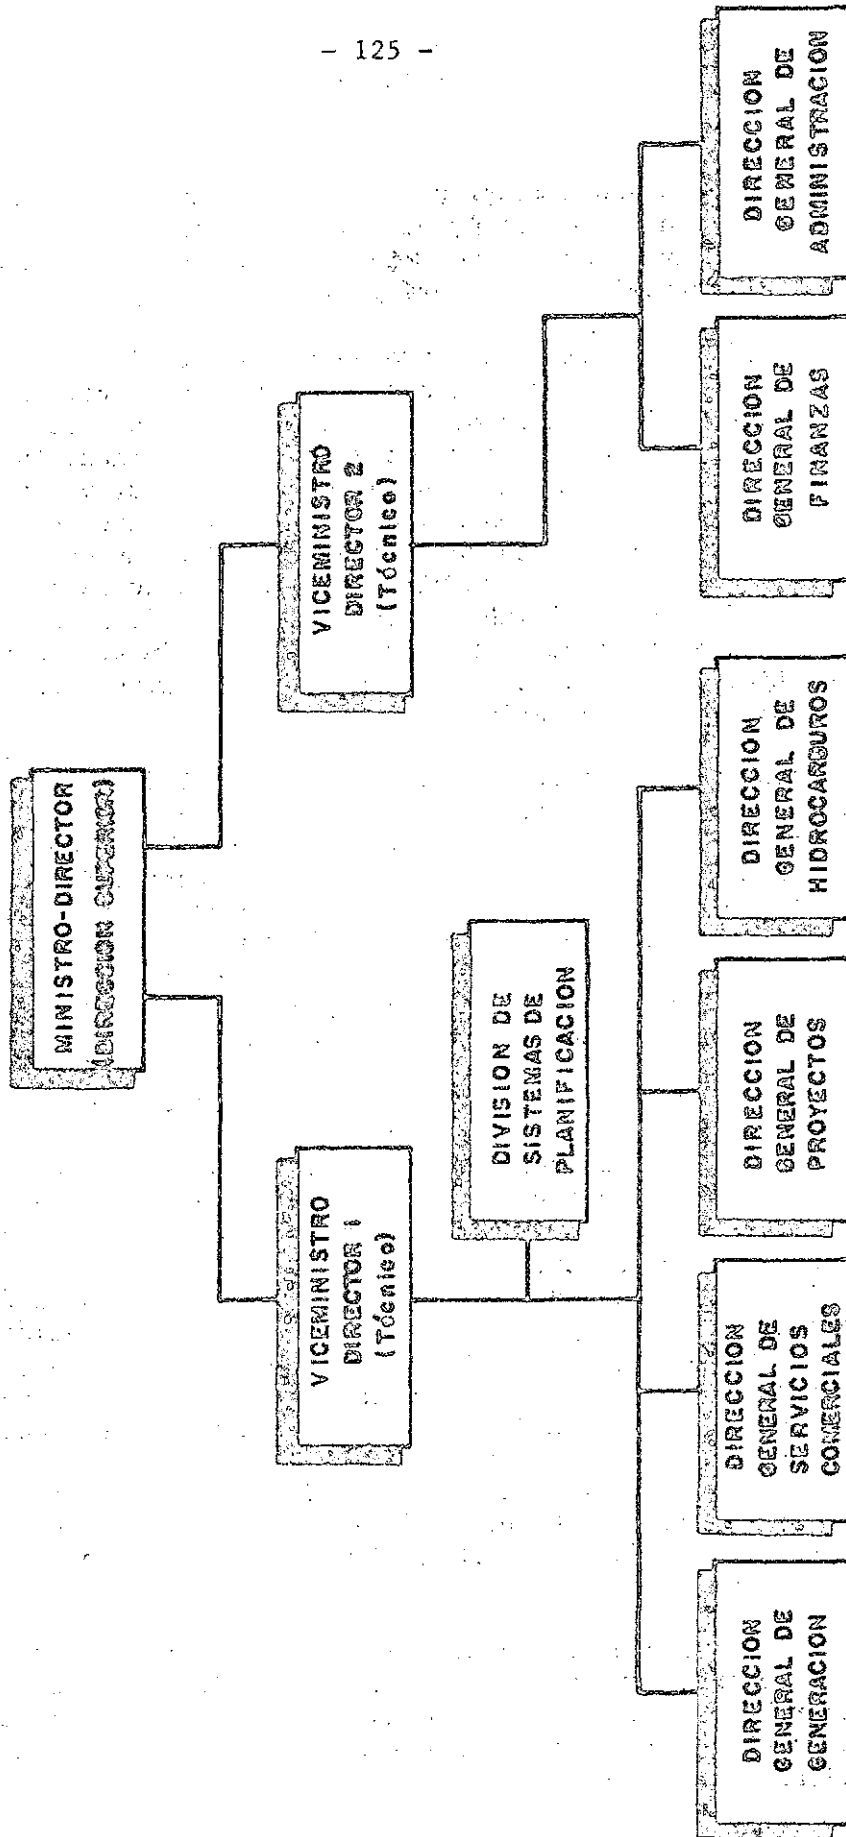 - 125 -
MINISTRO-DIRECTOR
(DIRECCION SUPERIOR)
VICEMINISTRO
DIRECTOR 1
(Técnico)
VICEMINISTRO
DIRECTOR 2
(Técnico)
DIVISION DE
SISTEMAS DE
PLANIFICACION
DIRECCION
GENERAL DE
GENERACION
DIRECCION
GENERAL DE
SERVICIOS
COMERCIALES
DIRECCION
GENERAL DE
PROYECTOS
DIRECCION
GENERAL DE
HIDROCARBUROS
DIRECCION
GENERAL DE
FINANZAS
DIRECCION
GENERAL DE
ADMINISTRACION